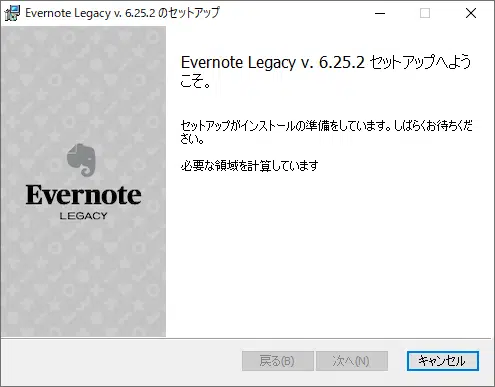 Evernote Legacy v. 6.25.2 のセットアップ
Evernote Legacy v. 6.25.2 セットアップへよう
こそ。
セットアップがインストールの準備をしています。しばらくお待ちくだ
さい。
必要な領域を計算しています
Evernote
LEGACY
戻る(B)
次へ(N)
キャンセル